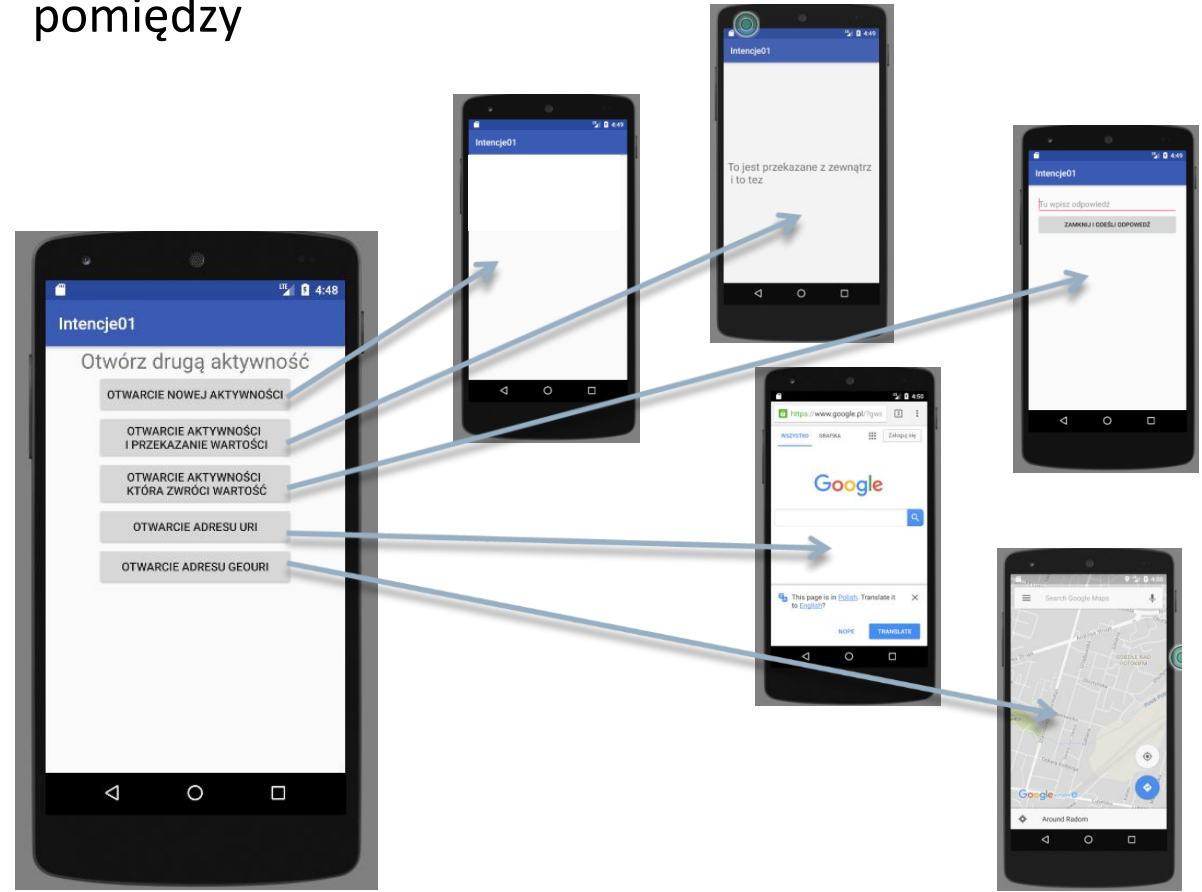 pomiędzy
4:48
Intencje01
Otwórz drugą aktywność
OTWARCIE NOWEJ AKTYWNOŚCI
OTWARCIE AKTYWNOŚCI
I PRZEKAZANIE WARTOŚCI
OTWARCIE AKTYWNOŚCI
KTÓRA ZWRÓCI WARTOŚĆ
OTWARCIE ADRESU URI
OTWARCIE ADRESU GEOURI
4:49
Intencje01
4:49
Intencje01
To jest przekazane z zewnątrz
i to tez
4:49
Intencje01
Tu wpisz odpowiedź
ZAMKNIJ I ODEŚLI ODPOWEDŹ
4:50
https://www.google.pl/?gws
WSZYSTKO GRAFIKA Zaloguj się
Google
This page is in Polish. Translate it
to English?
NOPE TRANSLATE
Search Google Maps
Google
Around Radom